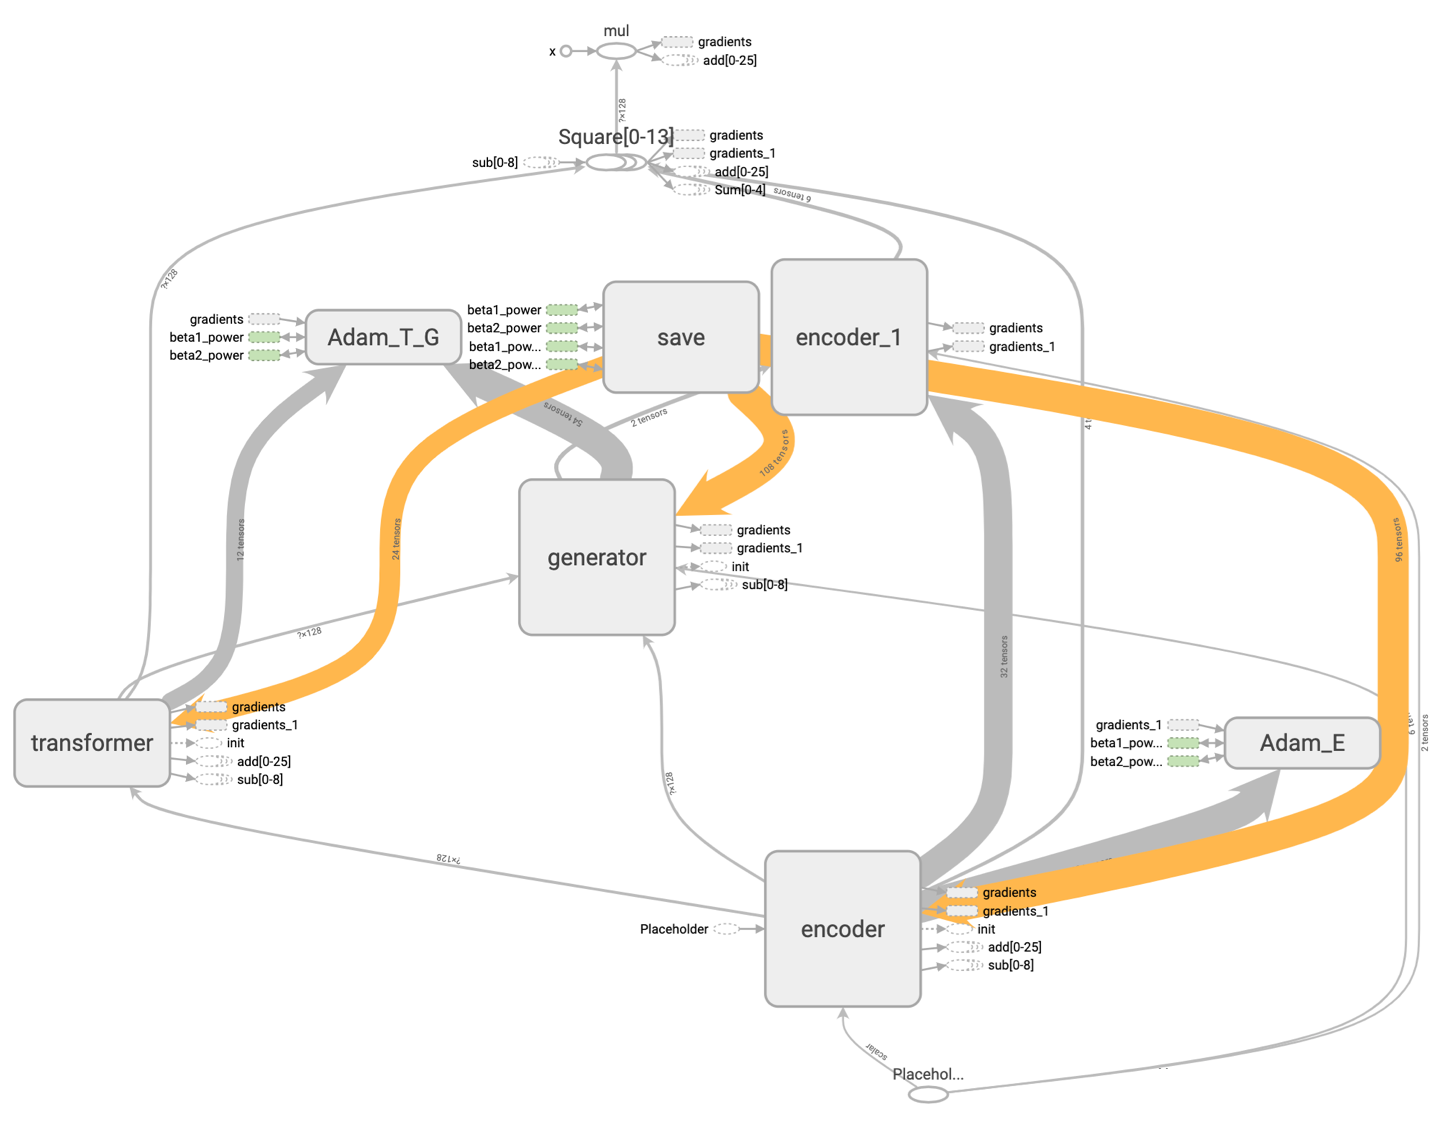 mul
x
gradients
add[0-25]
?×128
Square[0-13]
sub[0-8]
gradients
gradients_1
add[0-25]
Sum[0-4]
6 tensors
?×128
gradients
beta1_power
beta2_power
Adam_T_G
beta1_power
beta2_power
beta1_pow...
beta2_pow...
save
encoder_1
gradients
gradients_1
54 tensors
2 tensors
108 tensors
12 tensors
24 tensors
96 tensors
generator
gradients
gradients_1
init
sub[0-8]
?×128
32 tensors
transformer
gradients
gradients_1
init
add[0-25]
sub[0-8]
gradients_1
beta1_pow...
beta2_pow...
Adam_E
2 tensors
?×128
?×128
encoder
Placeholder
gradients
gradients_1
init
add[0-25]
sub[0-8]
scalar
Placehol...